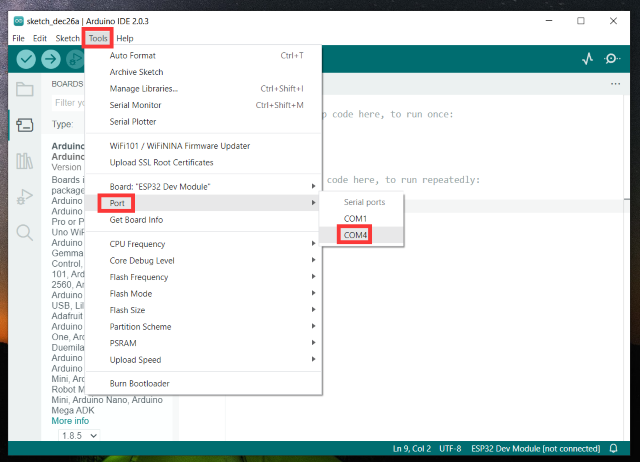 sketch_dec26a | Arduino IDE 2.0.3
File Edit Sketch Tools Help
Auto Format Ctrl+T
Archive Sketch
Manage Libraries... Ctrl+Shift+I
Serial Monitor Ctrl+Shift+M
Serial Plotter
WiFi101 / WiFiNINA Firmware Updater
Upload SSL Root Certificates
Board: "ESP32 Dev Module"
Port
Get Board Info
CPU Frequency
Core Debug Level
Flash Frequency
Flash Mode
Flash Size
Partition Scheme
PSRAM
Upload Speed
Burn Bootloader
Serial ports
COM1
COM4
BOARDS
Filter yo
Type:
Arduino
Arduino
Version
Boards i
package
Arduino
Arduino
Pro or P
Uno WiF
Arduino
Gemma
Control,
101, Ard
2560, Ar
Arduino
USB, Lil
Adafruit
Arduino
One, Ard
Duemila
Arduino
Arduino
Mini, Ar
Robot M
Mini, Arduino Nano, Arduino
Mega ADK
More info
1.8.5
p code here, to run once:
code here, to run repeatedly:
Ln 9, Col 2 UTF-8 ESP32 Dev Module [not connected]